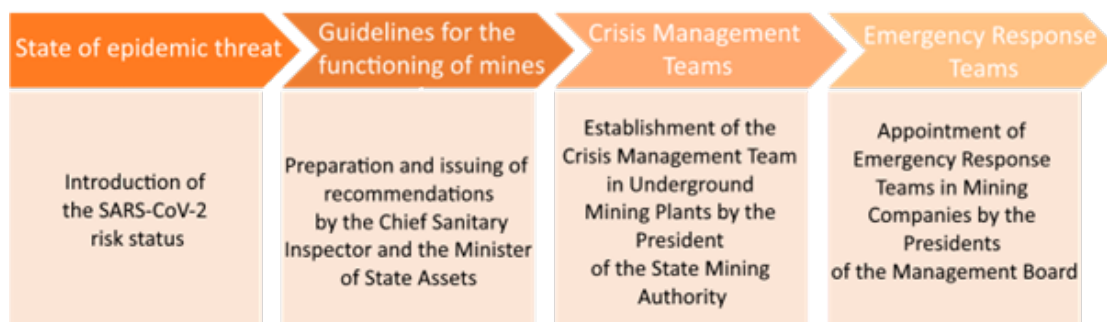 State of epidemic threat
Guidelines for the
functioning of mines
Crisis Management
Teams
Emergency Response
Teams
Introduction of
the SARS-CoV-2
risk status
Preparation and issuing of
recommendations
by the Chief Sanitary
Inspector and the Minister
of State Assets
Establishment of the
Crisis Management Team
in Underground
Mining Plants by the
President
of the State Mining
Authority
Appointment of
Emergency Response
Teams in Mining
Companies by the
Presidents
of the Management Board